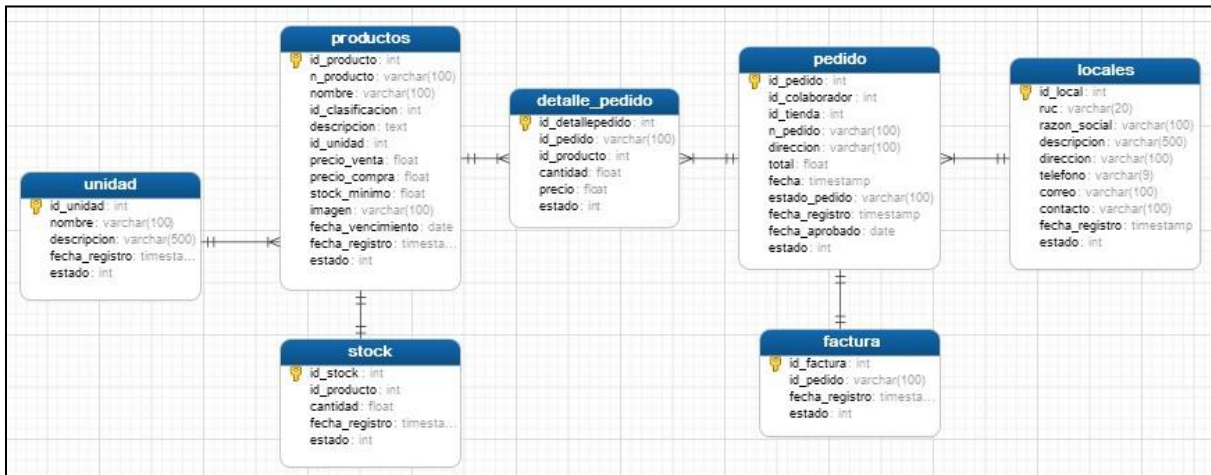 productos
id_producto: int
n_producto: varchar(100)
nombre: varchar(100)
id_clasificacion: int
descripcion: text
id_unidad: int
precio_venta: float
precio_compra: float
stock_minimo: float
imagen: varchar(100)
fecha_vencimiento: date
fecha_registro: timesta...
estado: int
detalle_pedido
id_detallepedido: int
id_pedido: varchar(100)
id_producto: int
cantidad: float
precio: float
estado: int
pedido
id_pedido: int
id_colaborador: int
id_tienda: int
n_pedido: varchar(100)
direccion: varchar(100)
total: float
fecha: timestamp
estado_pedido: varchar(100)
fecha_registro: timestamp
fecha_aprobado: date
estado: int
locales
id_local: int
ruc: varchar(20)
razon_social: varchar(100)
descripcion: varchar(500)
direccion: varchar(100)
telefono: varchar(9)
correo: varchar(100)
contacto: varchar(100)
fecha_registro: timestamp
estado: int
unidad
id_unidad: int
nombre: varchar(100)
descripcion: varchar(500)
fecha_registro: timesta...
estado: int
stock
id_stock: int
id_producto: int
cantidad: float
fecha_registro: timesta...
estado: int
factura
id_factura: int
id_pedido: varchar(100)
fecha_registro: timesta...
estado: int